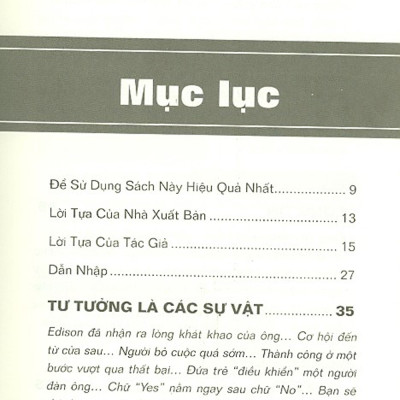 Mục lục
Để Sử Dụng Sách Này Hiệu Quả Nhất.................. 9
Lời Tựa Của Nhà Xuất Bản ............................... 13
Lời Tựa Của Tác Giả ........................................ 15
Dẫn Nhập....................................................... 27
TƯ TƯỞNG LÀ CÁC SỰ VẬT.................. 35
Edison đã nhận ra lòng khát khao của ông... Cơ hội đến
từ cửa sau... Người bỏ cuộc quá sớm... Thành công ở một
bước vượt qua thất bại... Đứa trẻ “điều khiển” một người
đàn ông... Chữ “Yes” nằm ngay sau chữ “No”... Bạn sẽ